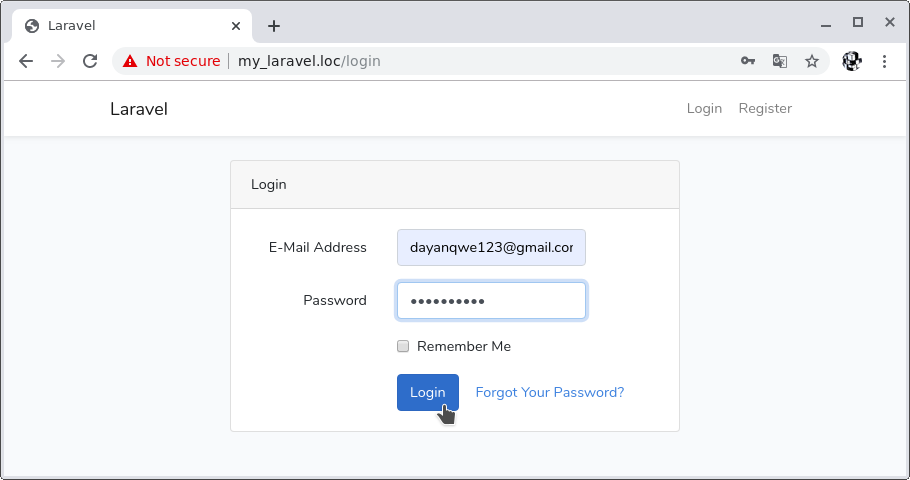 Laravel
Not secure my_laravel.loc/login
Laravel Login Register
Login
E-Mail Address dayanqwe123@gmail.cor
Password ••••••••••
Remember Me
Login Forgot Your Password?